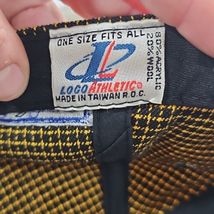 ONE SIZE FITS ALL
LOGO ATHLETIC®
MADE IN TAIWAN R.O.C.
80% ACRYLIC
20% WOOL